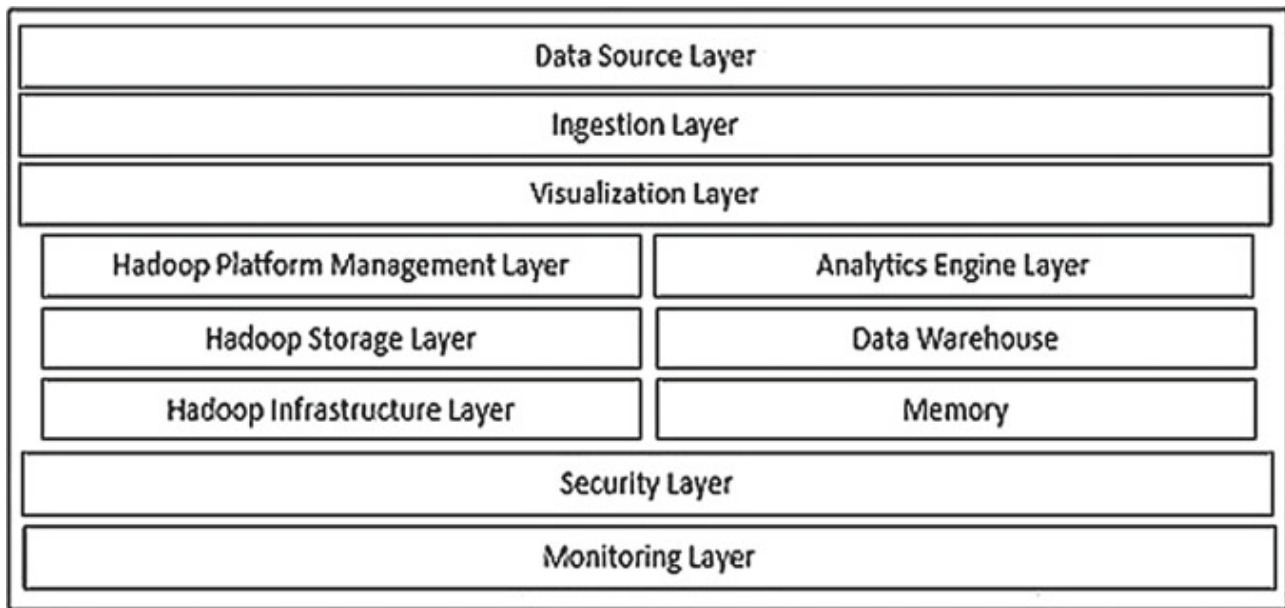 Data Source Layer
Ingestion Layer
Visualization Layer
Hadoop Platform Management Layer
Analytics Engine Layer
Hadoop Storage Layer
Data Warehouse
Hadoop Infrastructure Layer
Memory
Security Layer
Monitoring Layer